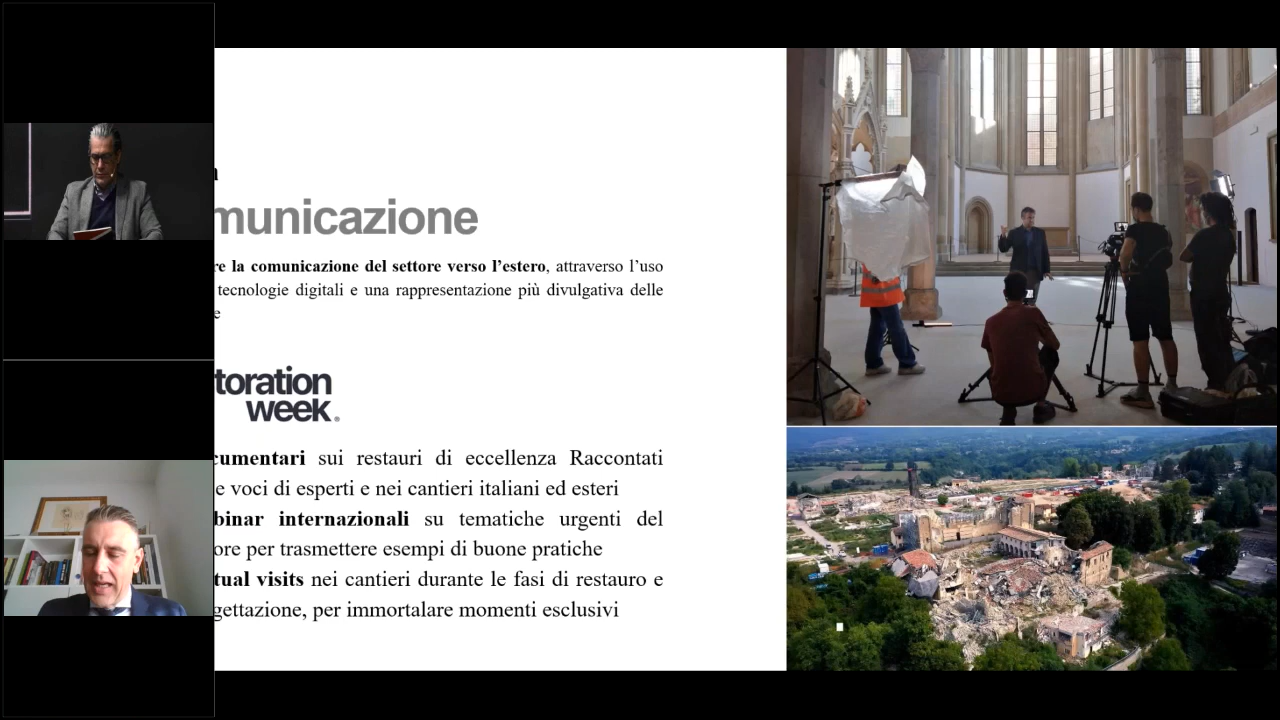 municazione
re la comunicazione del settore verso l'estero, attraverso l'uso
tecnologie digitali e una rappresentazione più divulgativa delle
e
toration
week®
cumentari sui restauri di eccellenza Raccontati
e voci di esperti e nei cantieri italiani ed esteri
binar internazionali su tematiche urgenti del
ore per trasmettere esempi di buone pratiche
tual visits nei cantieri durante le fasi di restauro e
gettazione, per immortalare momenti esclusivi